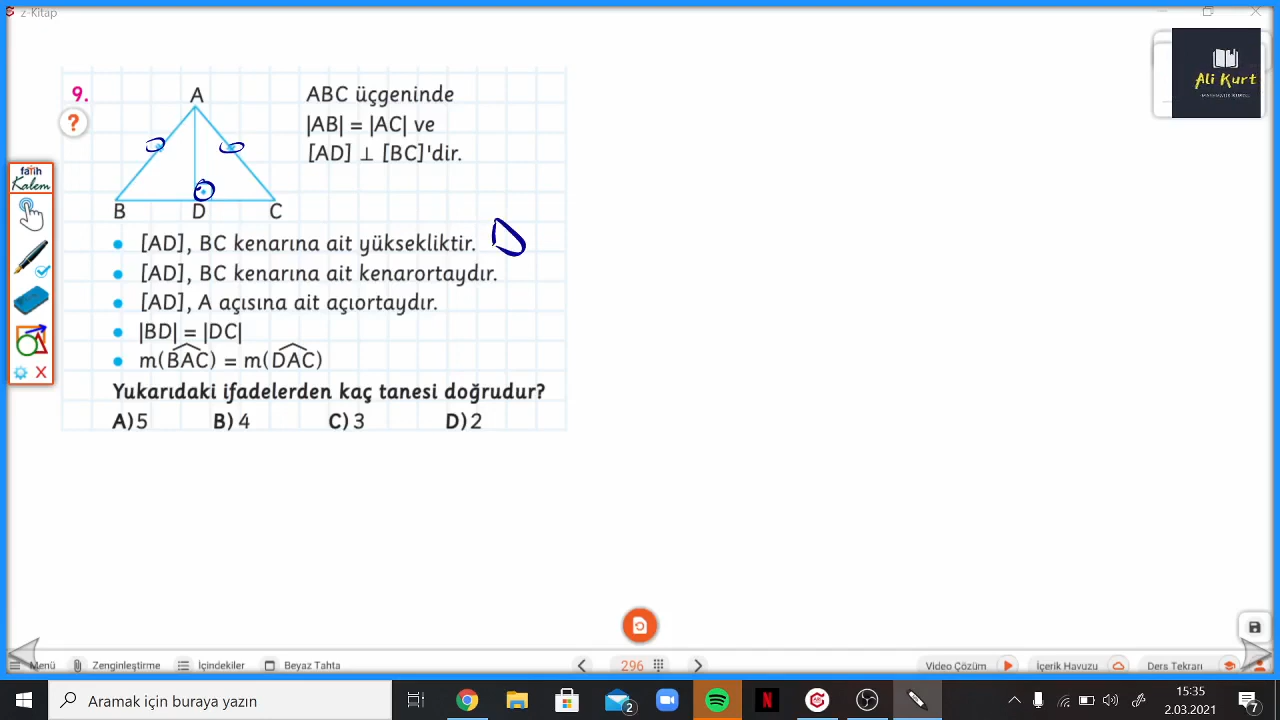 z-Kitap
Ali Kurt
9.
?
A
B
D
C
ABC üçgeninde
|AB| = |AC| ve
[AD] ⊥ [BC]'dir.
D
• [AD], BC kenarına ait yüksekliktir.
• [AD], BC kenarına ait kenarortaydır.
• [AD], A açısına ait açıortaydır.
• |BD| = |DC|
• m(BAC) = m(DAC)
Yukarıdaki ifadelerden kaç tanesi doğrudur?
A) 5 B) 4 C) 3 D) 2
fatih
Kalem
Menü Zenginleştirme İçindekiler Beyaz Tahta 296 Video Çözüm İçerik Havuzu Ders Tekrarı
Aramak için buraya yazın
2
15:35
2.03.2021
7